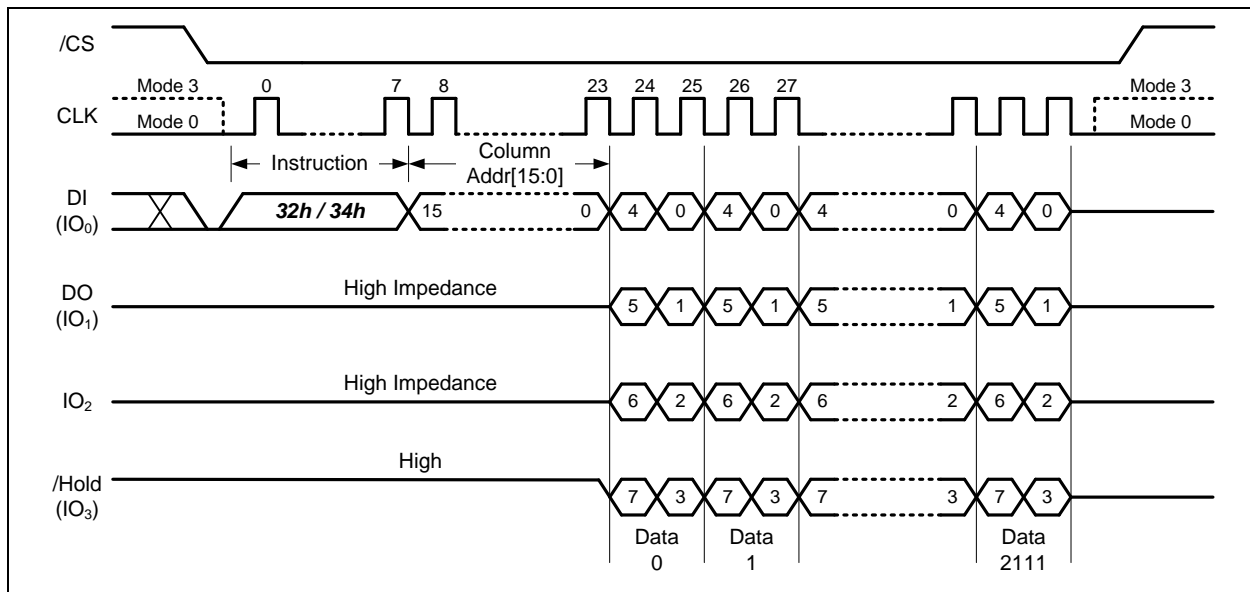 /CS
Mode 3 0 7 8 23 24 25 26 27 Mode 3
CLK
Mode 0 Mode 0
Instruction Column
Addr[15:0]
DI
(IO₀)
32h / 34h 15 0 4 0 4 0 4 0 4 0
High Impedance
DO
(IO₁)
5 1 5 1 5 1 5 1
High Impedance
IO₂ 6 2 6 2 6 2 6 2
High
/Hold
(IO₃)
7 3 7 3 7 3 7 3
Data Data Data
0 1 2111